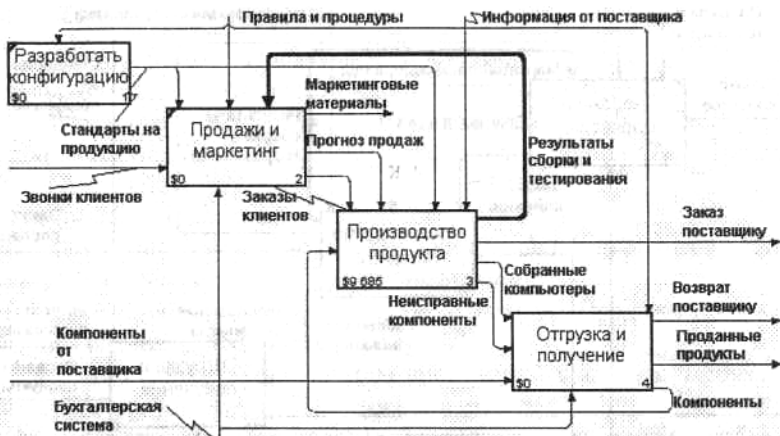 Правила и процедуры
Информация от поставщика
Разработать
конфигурацию
$0
Маркетинговые
материалы
Стандарты на
продукцию
Продажи и
маркетинг
$0
2
Прогноз продаж
Результаты
сборки и
тестирования
Звонки клиентов
Заказы
клиентов
Производство
продукта
$9 685
3
Заказ
поставщику
Собранные
компьютеры
Неисправные
компоненты
Возврат
поставщику
Отгрузка и
получение
$0
4
Проданные
продукты
Компоненты
от
поставщика
Компоненты
Бухгалтерская
система